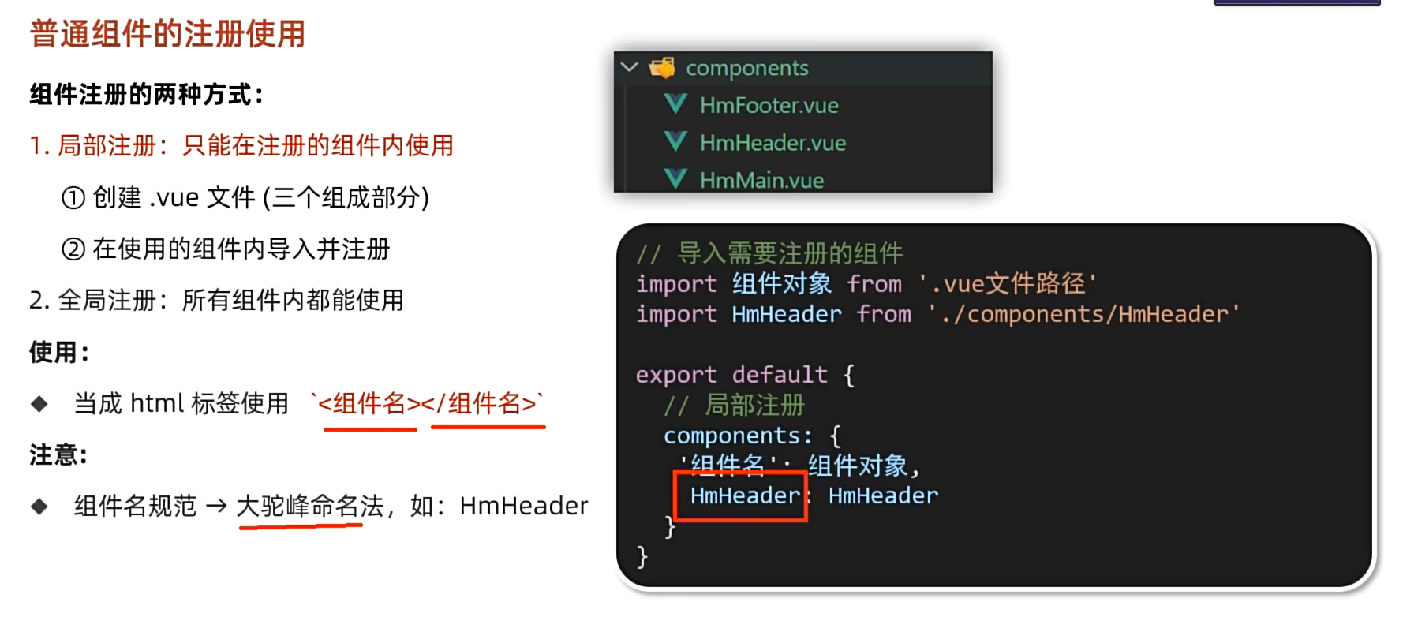 普通组件的注册使用
组件注册的两种方式：
1. 局部注册：只能在注册的组件内使用
① 创建 .vue 文件 (三个组成部分)
② 在使用的组件内导入并注册
2. 全局注册：所有组件内都能使用
使用：
◆ 当成 html 标签使用 `<组件名></组件名>`
注意：
◆ 组件名规范 → 大驼峰命名法，如：HmHeader
components
HmFooter.vue
HmHeader.vue
HmMain.vue
// 导入需要注册的组件
import 组件对象 from '.vue文件路径'
import HmHeader from './components/HmHeader'
export default {
// 局部注册
components: {
'组件名': 组件对象,
HmHeader: HmHeader
}
}